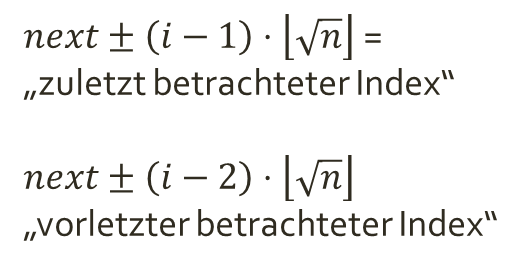 next ± (i − 1) · ⌊√n⌋ =
„zuletzt betrachteter Index“
next ± (i − 2) · ⌊√n⌋
„vorletzter betrachteter Index“